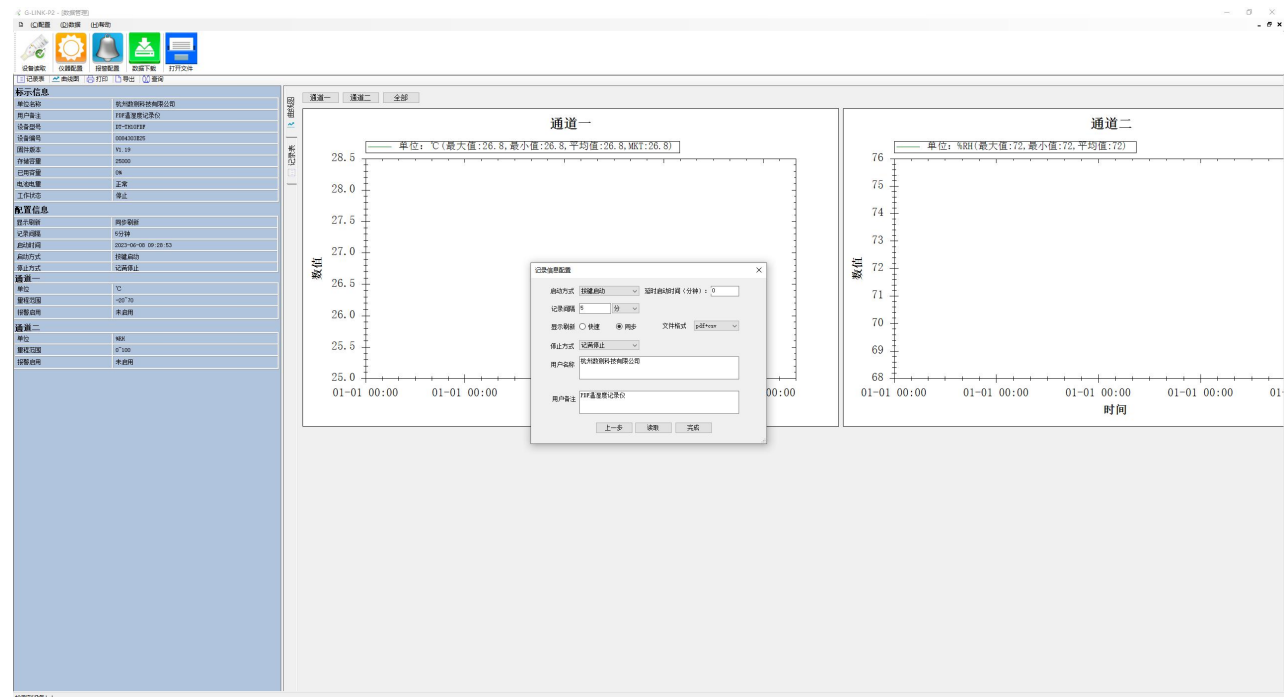 G-LINK-P2 - [数据管理]
(C)配置 (D)数据 (H)帮助
设备读取 仪器配置 报警配置 数据下载 打开文件
记录表 曲线图 打印 导出 查询
标示信息
单位名称 杭州数测科技有限公司
用户备注 PDF温湿度记录仪
设备型号 DT-TH10PDF
设备编号
固件版本 V1.19
存储容量 25000
已用容量 0%
电池电量 正常
工作状态 停止
配置信息
显示刷新 同步刷新
记录间隔 5分钟
启动时间 2023-06-08 09:28:53
启动方式 按键启动
停止方式 记满停止
通道一
单位 ℃
量程范围 -20~70
报警启用 未启用
通道二
单位 %RH
量程范围 0~100
报警启用 未启用
曲线图
记录表
通道一 通道二 全部
通道一
单位: ℃(最大值:26.8,最小值:26.8,平均值:26.8,MKT:26.8)
28.5
28.0
27.5
27.0
26.5
26.0
25.5
25.0
数值
01-01 00:00 01-01 00:00 00:00
通道二
单位: %RH(最大值:72,最小值:72,平均值:72)
76
75
74
73
72
71
70
69
68
数值
01-01 00:00 01-01 00:00 01-01 00:00 01-01 00:00 01
时间
记录信息配置
启动方式 按键启动 延时启动时间(分钟): 0
记录间隔 5 分
显示刷新 快速 同步 文件格式 pdf+csv
停止方式 记满停止
用户名称 杭州数测科技有限公司
用户备注 PDF温湿度记录仪
上一步 读取 完成